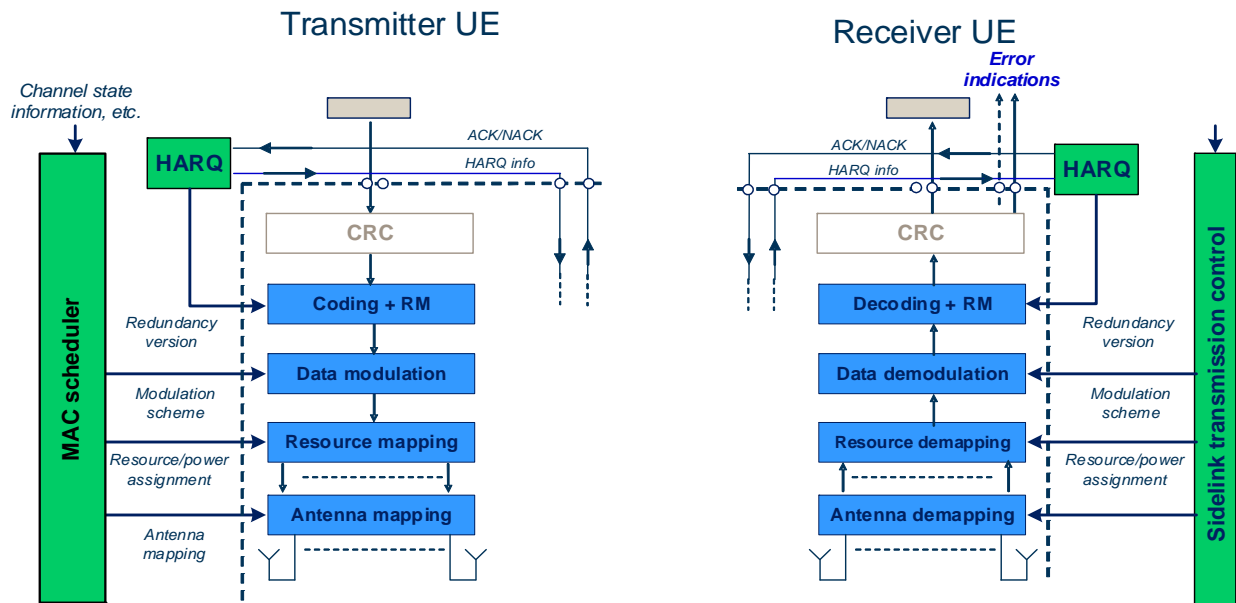 Transmitter UE
Receiver UE
Error
indications
Channel state
information, etc.
HARQ
ACK/NACK
HARQ info
ACK/NACK
HARQ info
HARQ
CRC
CRC
Coding + RM
Decoding + RM
Redundancy
version
Redundancy
version
Data modulation
Data demodulation
Modulation
scheme
Modulation
scheme
Resource mapping
Resource demapping
Resource/power
assignment
Resource/power
assignment
Antenna mapping
Antenna demapping
Antenna
mapping
MAC scheduler
Sidelink transmission control